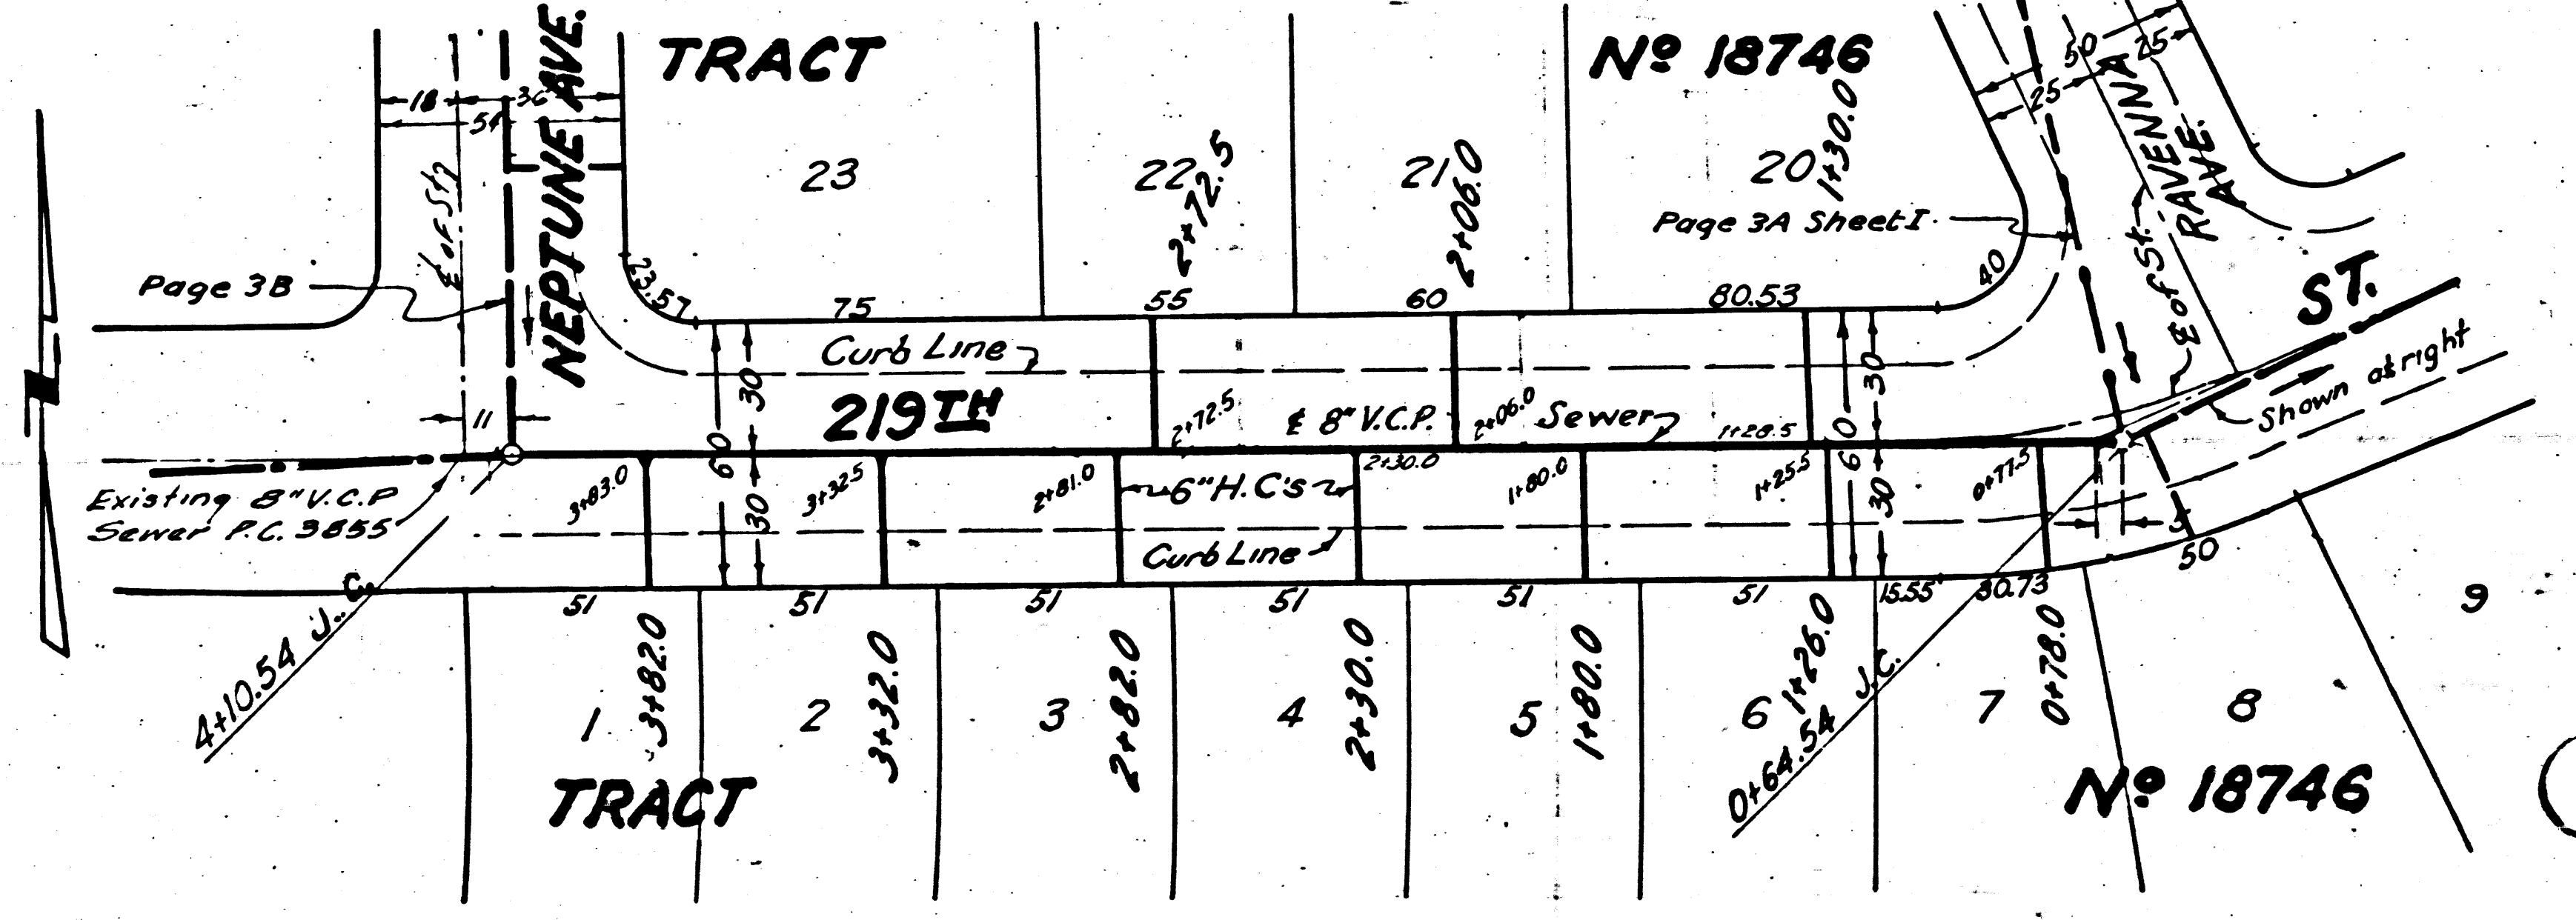 TRACT
Nº 18746
NEPTUNE AVE.
18
36
54
℄ of St.
23
22
21
20
2+72.5
2+06.0
1+30.0
50
25
25
RAVENNA
AVE.
℄ of St.
Page 3A Sheet I.
Page 3B
23.57
75
55
60
80.53
40
ST.
Curb Line
30
30
11
219TH
2+72.5
℄ 8" V.C.P.
2+06.0
Sewer
1+28.5
Shown at right
60
60
Existing 8" V.C.P
Sewer P.C. 3855
3+83.0
3+32.5
2+81.0
6" H.C's
2+30.0
1+80.0
1+25.5
0+77.5
30
30
Curb Line
5
50
51
51
51
51
51
51
15.55
30.73
4+10.54 J.C.
1
3+82.0
2
3+32.0
3
2+82.0
4
2+30.0
5
1+80.0
6
1+26.0
0+64.54 J.C.
7
0+78.0
8
9
TRACT
Nº 18746